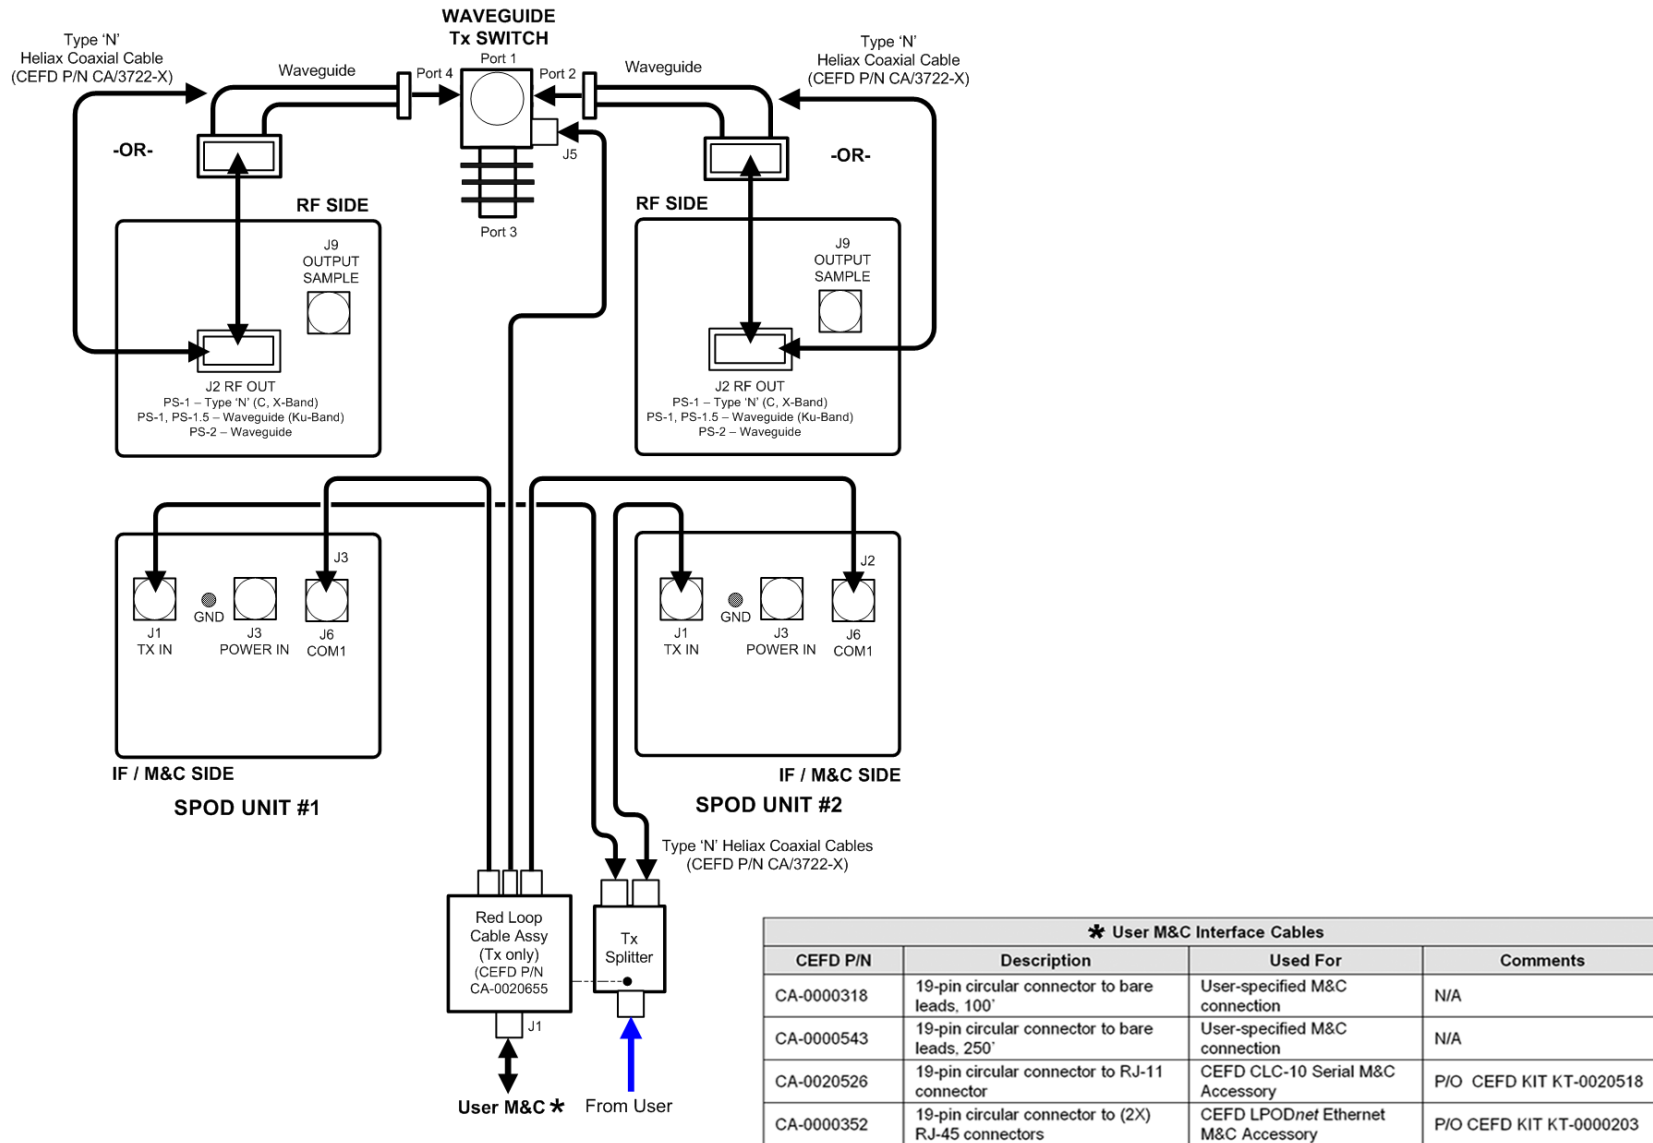 WAVEGUIDE
Tx SWITCH
Type ‘N’
Heliax Coaxial Cable
(CEFD P/N CA/3722-X)
Waveguide
Port 4
Port 1
Port 2
Waveguide
Type ‘N’
Heliax Coaxial Cable
(CEFD P/N CA/3722-X)
-OR-
J5
-OR-
Port 3
RF SIDE
J9
OUTPUT
SAMPLE
J2 RF OUT
PS-1 – Type ‘N’ (C, X-Band)
PS-1, PS-1.5 – Waveguide (Ku-Band)
PS-2 – Waveguide
RF SIDE
J9
OUTPUT
SAMPLE
J2 RF OUT
PS-1 – Type ‘N’ (C, X-Band)
PS-1, PS-1.5 – Waveguide (Ku-Band)
PS-2 – Waveguide
J3
J1
TX IN
GND
J3
POWER IN
J6
COM1
IF / M&C SIDE
SPOD UNIT #1
J2
J1
TX IN
GND
J3
POWER IN
J6
COM1
IF / M&C SIDE
SPOD UNIT #2
Type ‘N’ Heliax Coaxial Cables
(CEFD P/N CA/3722-X)
Red Loop
Cable Assy
(Tx only)
(CEFD P/N
CA-0020655
Tx
Splitter
J1
User M&C *
From User
* User M&C Interface Cables
CEFD P/N Description Used For Comments
CA-0000318 19-pin circular connector to bare leads, 100’ User-specified M&C connection N/A
CA-0000543 19-pin circular connector to bare leads, 250’ User-specified M&C connection N/A
CA-0020526 19-pin circular connector to RJ-11 connector CEFD CLC-10 Serial M&C Accessory P/O CEFD KIT KT-0020518
CA-0000352 19-pin circular connector to (2X) RJ-45 connectors CEFD LPODnet Ethernet M&C Accessory P/O CEFD KIT KT-0000203